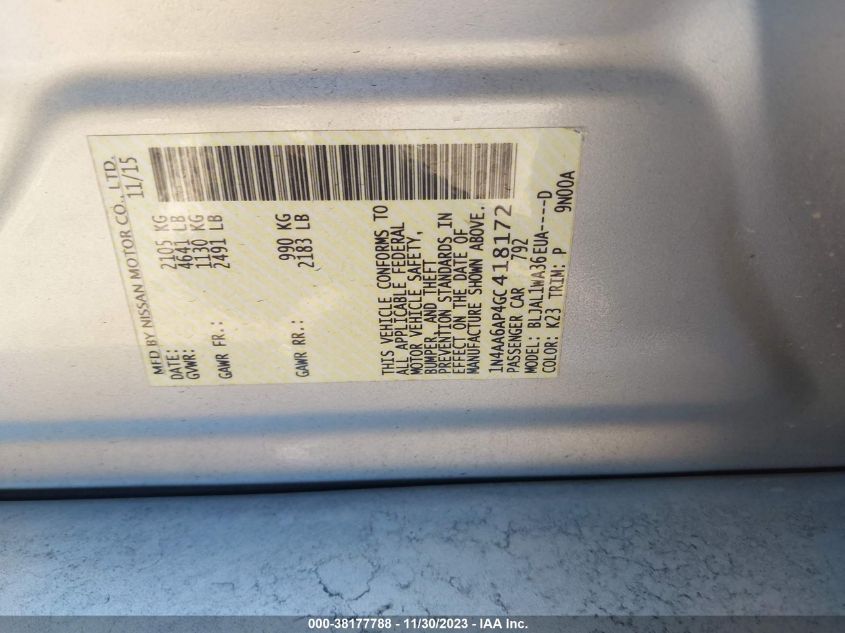 MFD BY NISSAN MOTOR CO., LTD.
DATE: 11/15
GVWR: 2105 KG
4641 LB
GAWR FR: 1130 KG
2491 LB
GAWR RR: 990 KG
2183 LB
THIS VEHICLE CONFORMS TO
ALL APPLICABLE FEDERAL
MOTOR VEHICLE SAFETY,
BUMPER, AND THEFT
PREVENTION STANDARDS IN
EFFECT ON THE DATE OF
MANUFACTURE SHOWN ABOVE.
1N4AA6AP4GC418172
PASSENGER CAR 792
MODEL: BLJAL1WA36EUA-----D
COLOR: K23 TRIM: P 9N00A
000-38177788 - 11/30/2023 - IAA Inc.